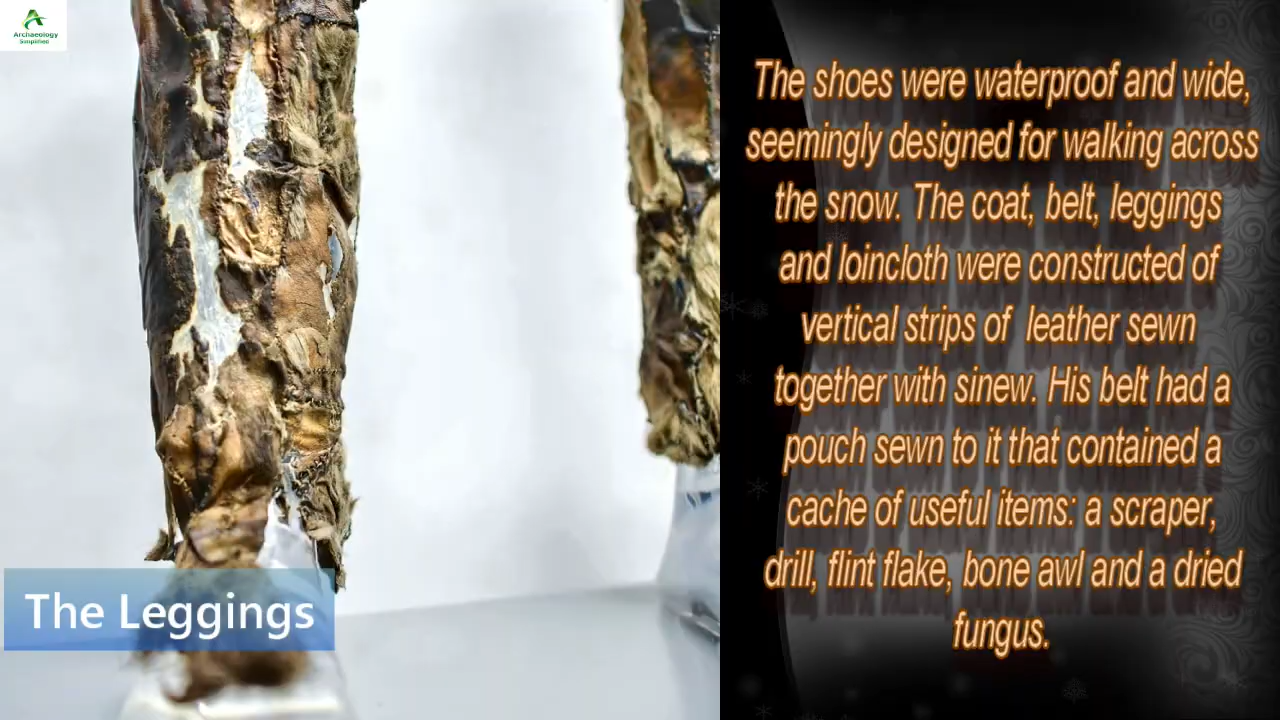 Archaeology
Simplified
The Leggings
The shoes were waterproof and wide,
seemingly designed for walking across
the snow. The coat, belt, leggings
and loincloth were constructed of
vertical strips of leather sewn
together with sinew. His belt had a
pouch sewn to it that contained a
cache of useful items: a scraper,
drill, flint flake, bone awl and a dried
fungus.